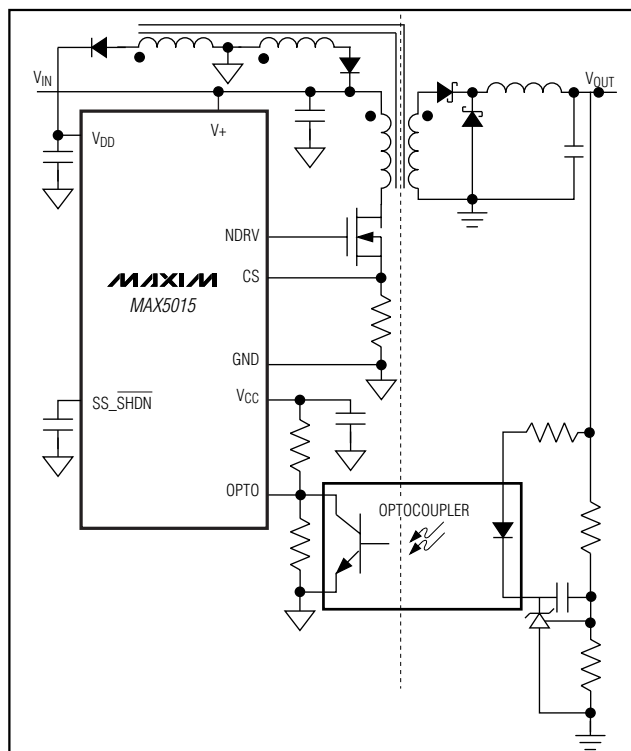 VIN
VOUT
VDD
V+
NDRV
CS
MAXIM
MAX5015
GND
VCC
SS_SHDN
OPTO
OPTOCOUPLER